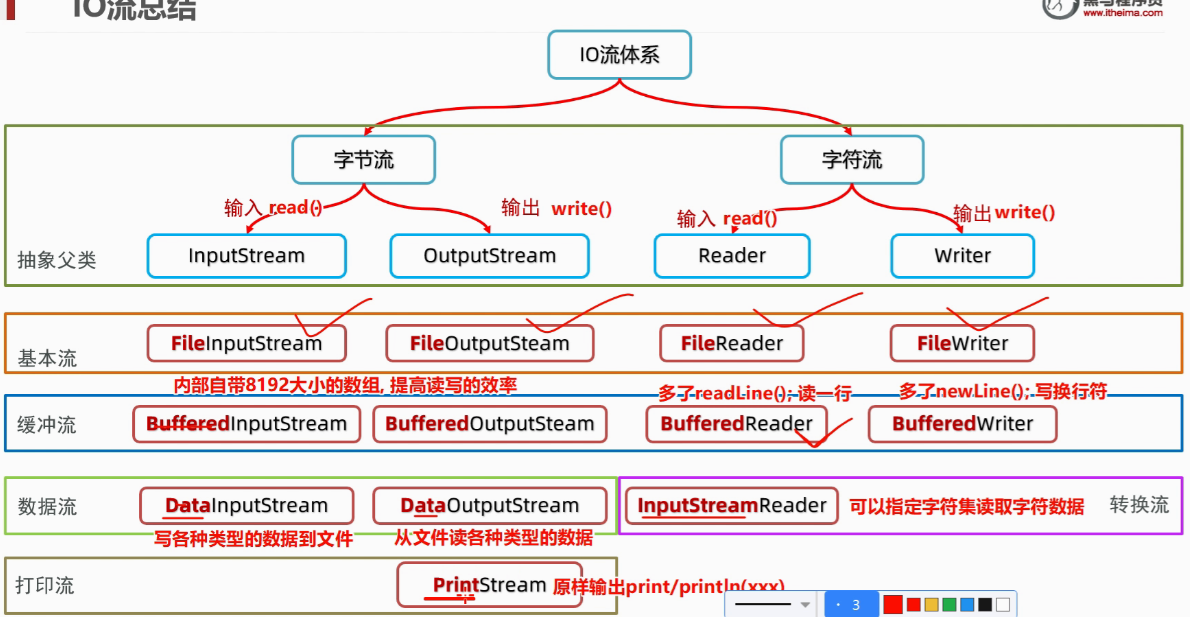 IO流总结
黑马程序员
www.itheima.com
IO流体系
字节流
字符流
输入 read()
输出 write()
输入 read()
输出 write()
抽象父类
InputStream
OutputStream
Reader
Writer
基本流
FileInputStream
FileOutputSteam
FileReader
FileWriter
内部自带8192大小的数组, 提高读写的效率
多了readLine(); 读一行
多了newLine(); 写换行符
缓冲流
BufferedInputStream
BufferedOutputSteam
BufferedReader
BufferedWriter
数据流
DataInputStream
DataOutputStream
InputStreamReader
可以指定字符集读取字符数据
转换流
写各种类型的数据到文件
从文件读各种类型的数据
打印流
PrintStream
原样输出print/println(xxx)
3